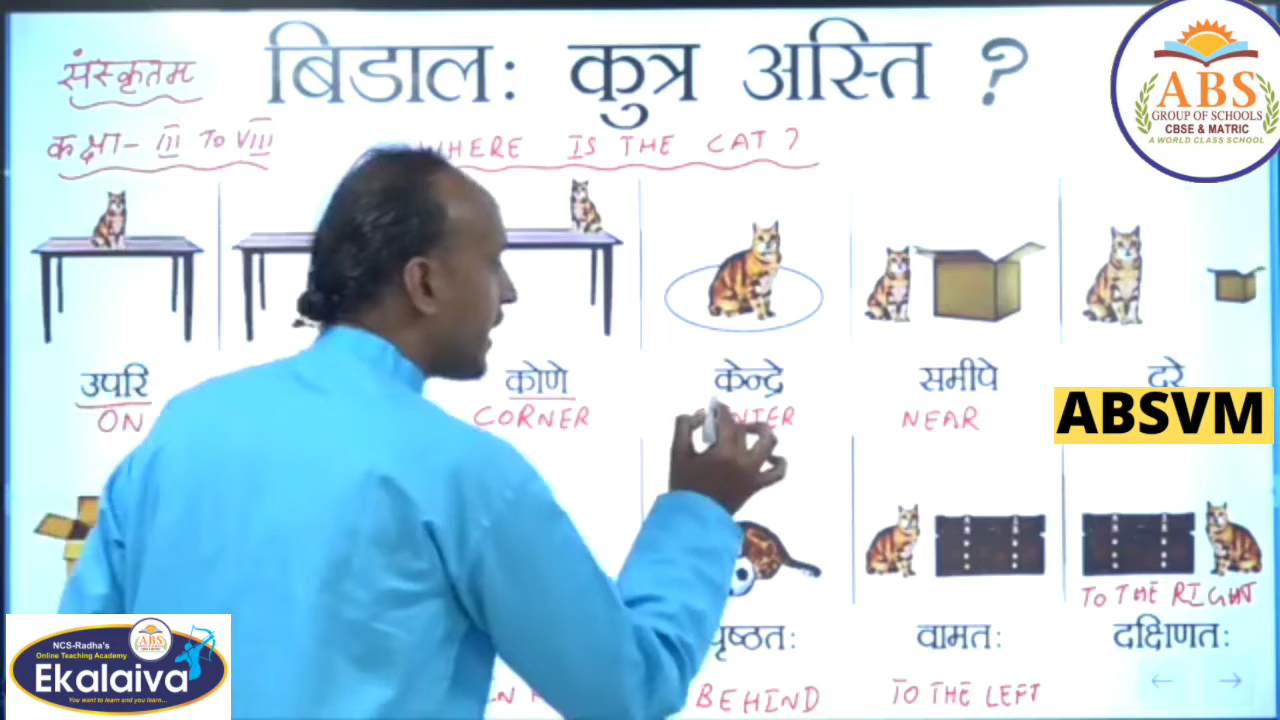 संस्कृतम
बिडालः कुत्र अस्ति ?
कक्षा - III TO VIII
WHERE IS THE CAT ?
ABS
GROUP OF SCHOOLS
CBSE & MATRIC
A WORLD CLASS SCHOOL
उपरि
कोणे
केन्द्रे
समीपे
ON
CORNER
NEAR
ABSVM
TO THE RIGHT
वामतः
दक्षिणतः
BEHIND
TO THE LEFT
NCS-Radha's
Online Teaching Academy
ABS
Ekalaiva
You want to learn and you learn...